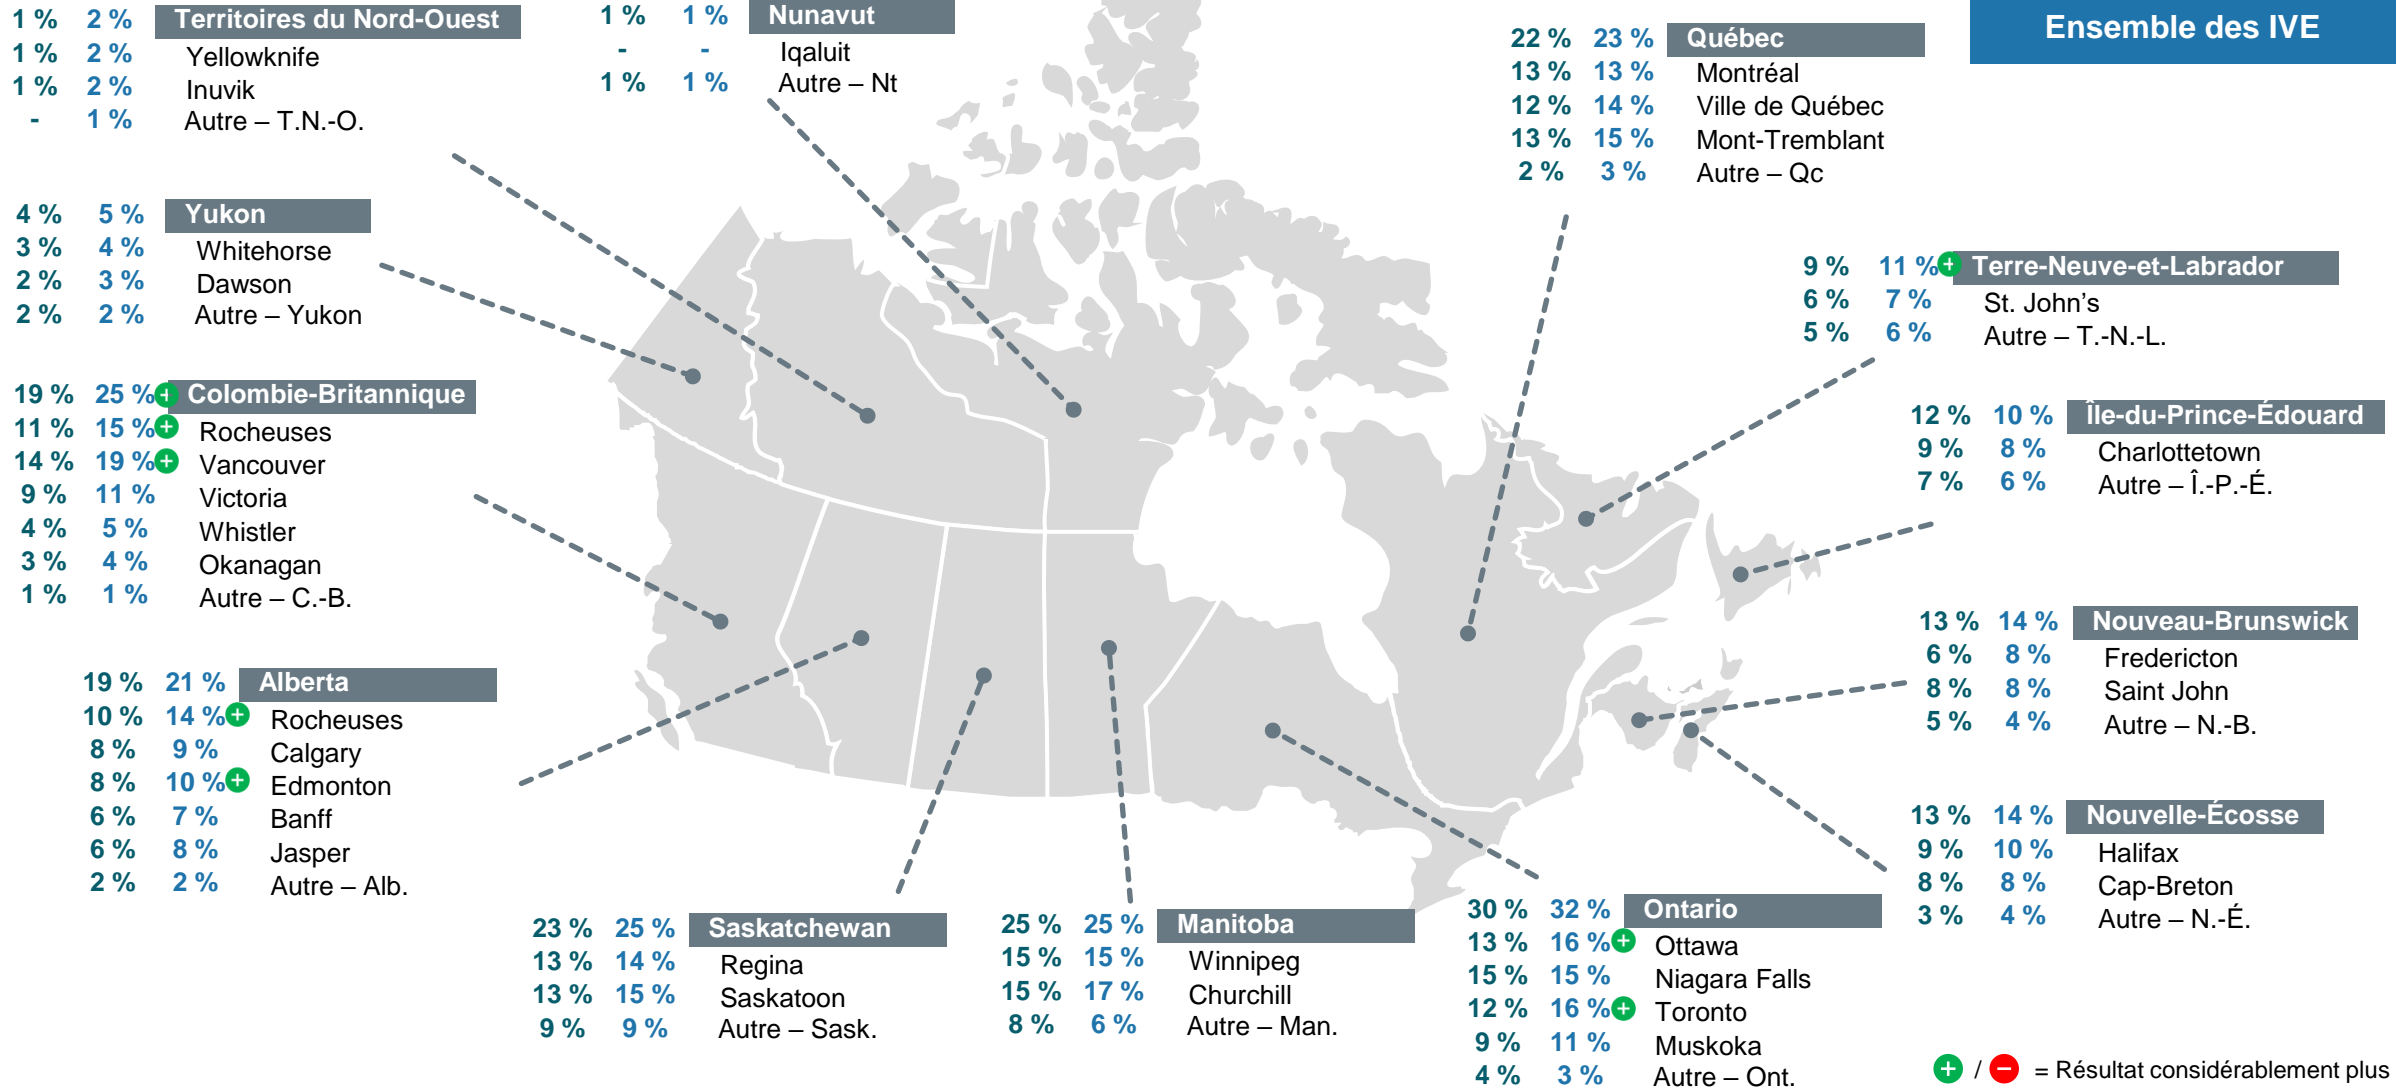 1 % 2 % Territoires du Nord-Ouest
1 % 2 % Yellowknife
1 % 2 % Inuvik
- 1 % Autre – T.N.-O.
1 % 1 % Nunavut
- - Iqaluit
1 % 1 % Autre – Nt
22 % 23 % Québec
13 % 13 % Montréal
12 % 14 % Ville de Québec
13 % 15 % Mont-Tremblant
2 % 3 % Autre – Qc
Ensemble des IVE
4 % 5 % Yukon
3 % 4 % Whitehorse
2 % 3 % Dawson
2 % 2 % Autre – Yukon
9 % 11 % + Terre-Neuve-et-Labrador
6 % 7 % St. John’s
5 % 6 % Autre – T.-N.-L.
19 % 25 % + Colombie-Britannique
11 % 15 % + Rocheuses
14 % 19 % + Vancouver
9 % 11 % Victoria
4 % 5 % Whistler
3 % 4 % Okanagan
1 % 1 % Autre – C.-B.
12 % 10 % Île-du-Prince-Édouard
9 % 8 % Charlottetown
7 % 6 % Autre – Î.-P.-É.
13 % 14 % Nouveau-Brunswick
6 % 8 % Fredericton
8 % 8 % Saint John
5 % 4 % Autre – N.-B.
19 % 21 % Alberta
10 % 14 % + Rocheuses
8 % 9 % Calgary
8 % 10 % + Edmonton
6 % 7 % Banff
6 % 8 % Jasper
2 % 2 % Autre – Alb.
13 % 14 % Nouvelle-Écosse
9 % 10 % Halifax
8 % 8 % Cap-Breton
3 % 4 % Autre – N.-É.
23 % 25 % Saskatchewan
13 % 14 % Regina
13 % 15 % Saskatoon
9 % 9 % Autre – Sask.
25 % 25 % Manitoba
15 % 15 % Winnipeg
15 % 17 % Churchill
8 % 6 % Autre – Man.
30 % 32 % Ontario
13 % 16 % + Ottawa
15 % 15 % Niagara Falls
12 % 16 % + Toronto
9 % 11 % Muskoka
4 % 3 % Autre – Ont.
+ / − = Résultat considérablement plus